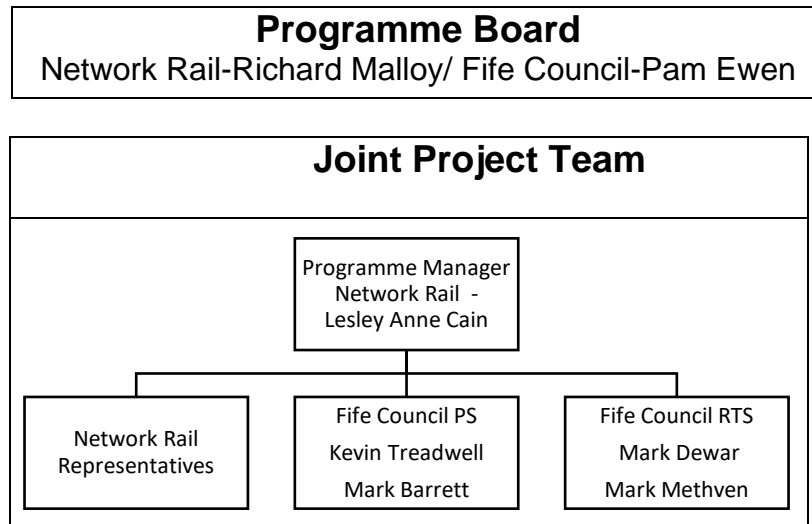 Programme Board
Network Rail-Richard Malloy/ Fife Council-Pam Ewen
Joint Project Team
Programme Manager
Network Rail -
Lesley Anne Cain
Network Rail
Representatives
Fife Council PS
Kevin Treadwell
Mark Barrett
Fife Council RTS
Mark Dewar
Mark Methven